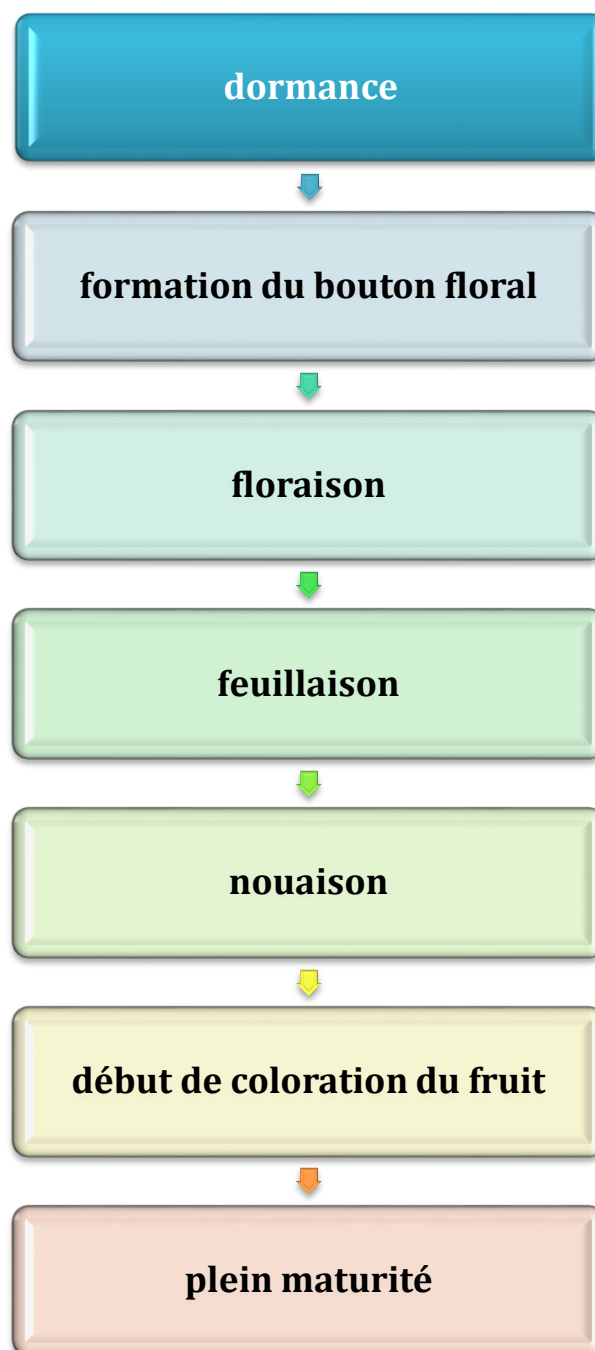 dormance
formation du bouton floral
floraison
feuillaison
nouaison
début de coloration du fruit
plein maturité